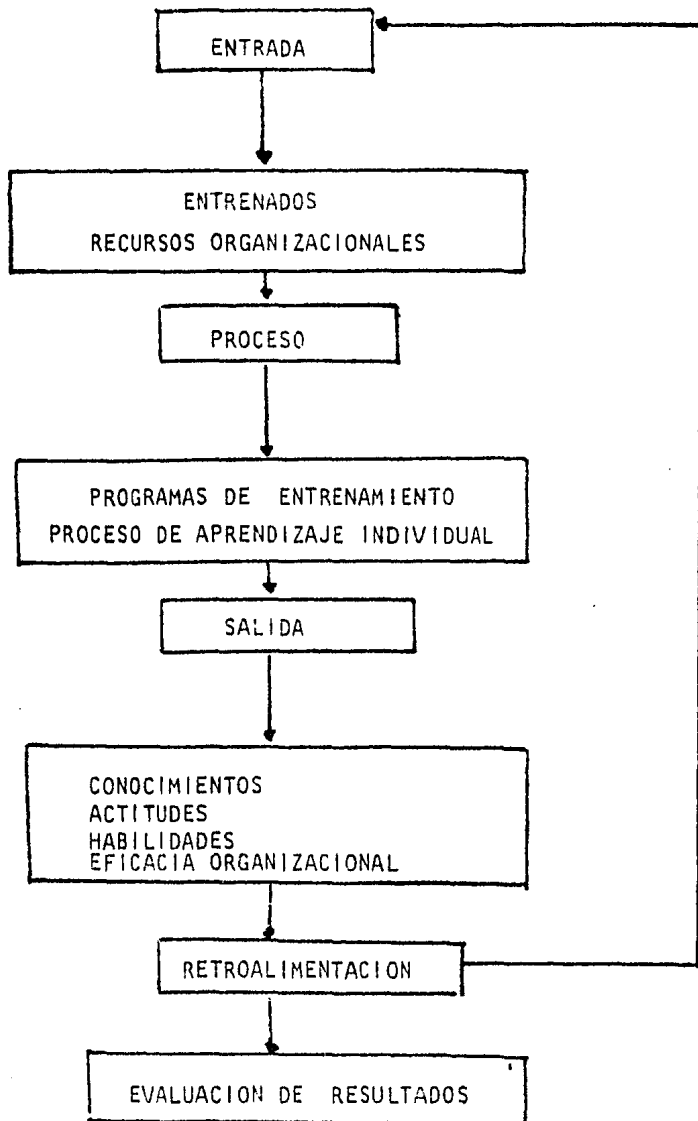 ENTRADA
ENTRENADOS
RECURSOS ORGANIZACIONALES
PROCESO
PROGRAMAS DE ENTRENAMIENTO
PROCESO DE APRENDIZAJE INDIVIDUAL
SALIDA
CONOCIMIENTOS
ACTITUDES
HABILIDADES
EFICACIA ORGANIZACIONAL
RETROALIMENTACION
EVALUACION DE RESULTADOS